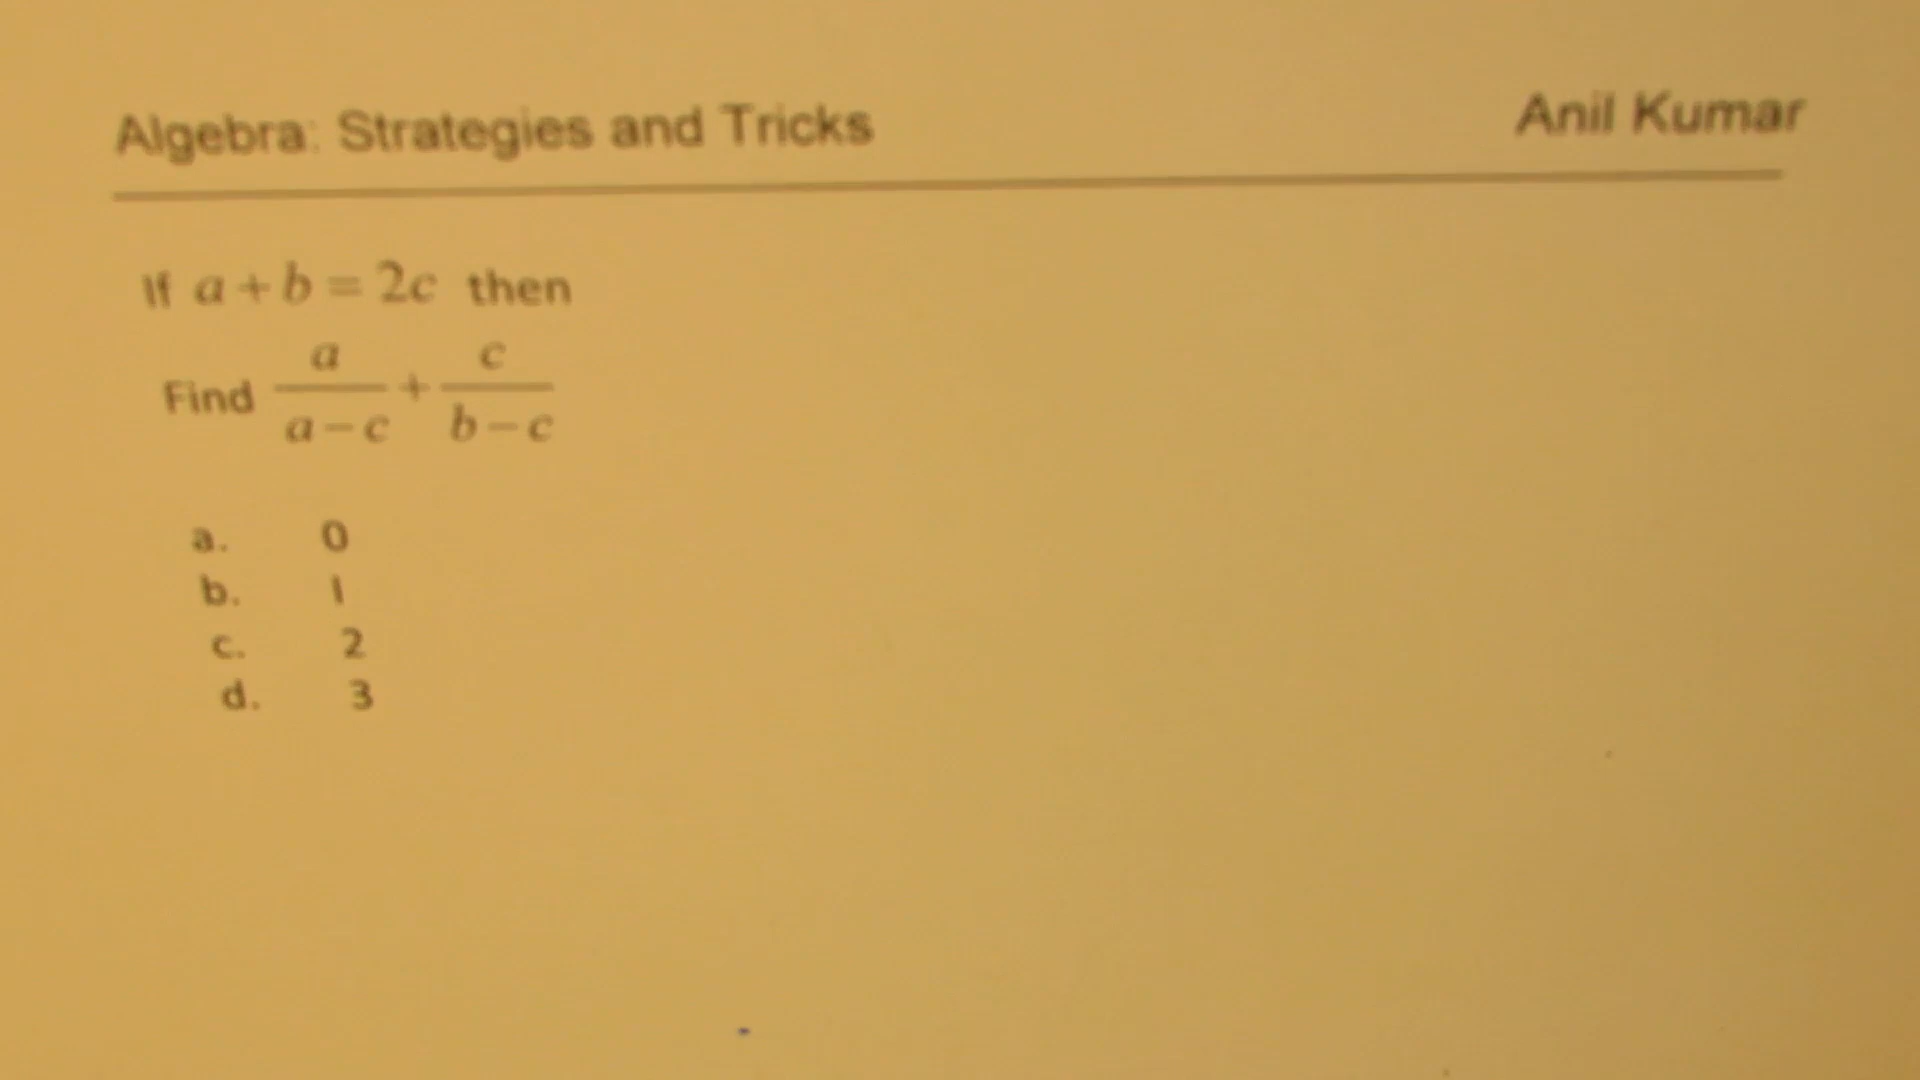 Algebra: Strategies and Tricks
Anil Kumar
If a + b = 2c then
Find a/(a − c) + c/(b − c)
a. 0
b. 1
c. 2
d. 3